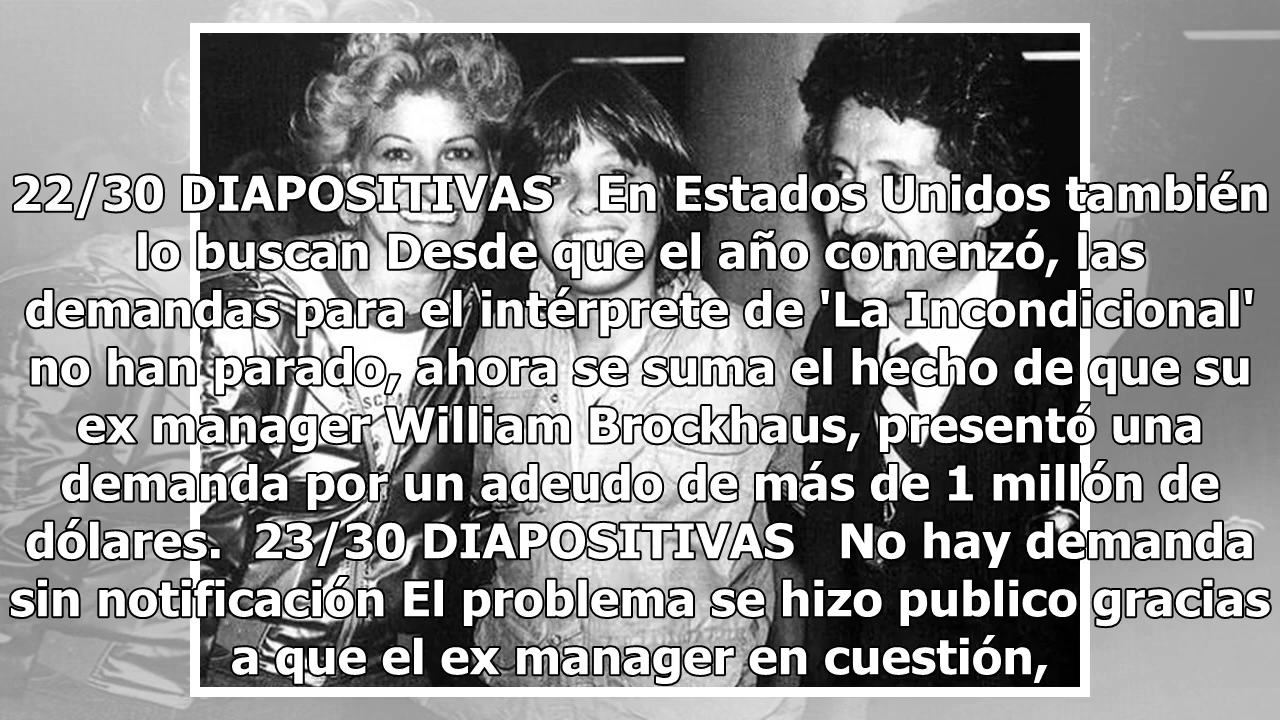 22/30 DIAPOSITIVAS En Estados Unidos también
lo buscan Desde que el año comenzó, las
demandas para el intérprete de 'La Incondicional'
no han parado, ahora se suma el hecho de que su
ex manager William Brockhaus, presentó una
demanda por un adeudo de más de 1 millón de
dólares. 23/30 DIAPOSITIVAS No hay demanda
sin notificación El problema se hizo publico gracias
a que el ex manager en cuestión,